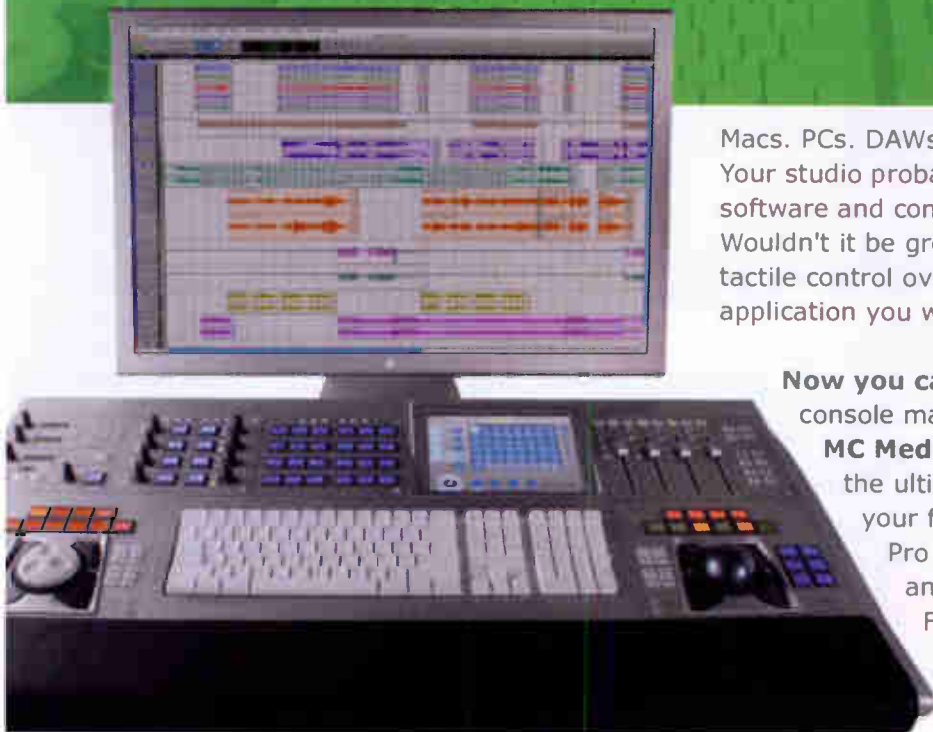 Macs. PCs. DAWs
Your studio proba
software and con
Wouldn't it be gre
tactile control ov
application you w
Now you ca
console ma
MC Med
the ulti
your f
Pro
an
F